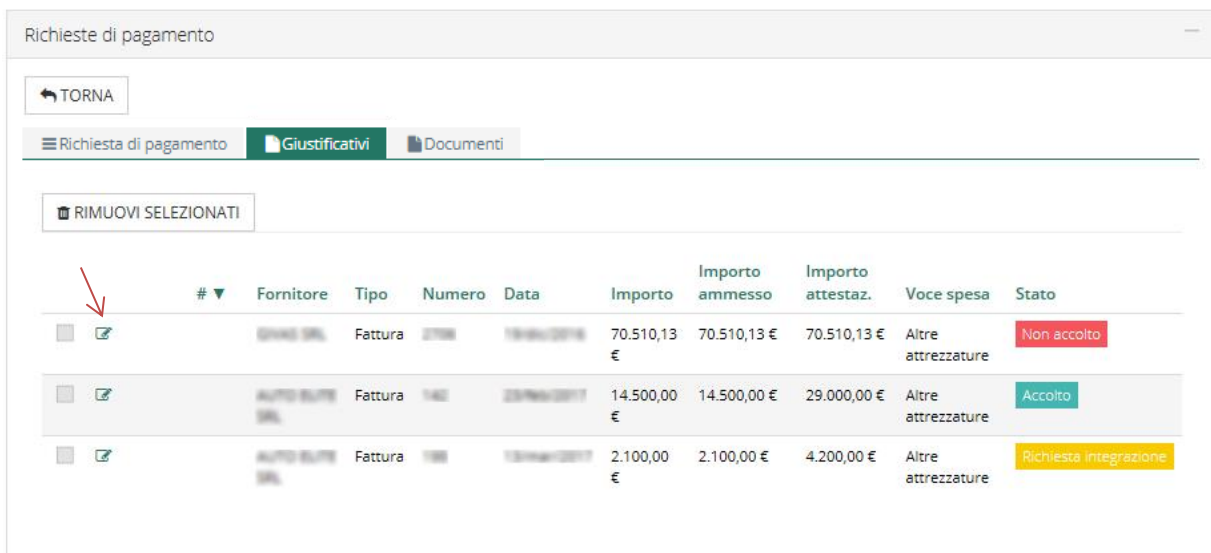 Richieste di pagamento
TORNA
Richiesta di pagamento Giustificativi Documenti
RIMUOVI SELEZIONATI
# ▼ Fornitore Tipo Numero Data Importo Importo ammesso Importo attestaz. Voce spesa Stato
Fattura 70.510,13 € 70.510,13 € 70.510,13 € Altre attrezzature Non accolto
Fattura 14.500,00 € 14.500,00 € 29.000,00 € Altre attrezzature Accolto
Fattura 2.100,00 € 2.100,00 € 4.200,00 € Altre attrezzature Richiesta integrazione